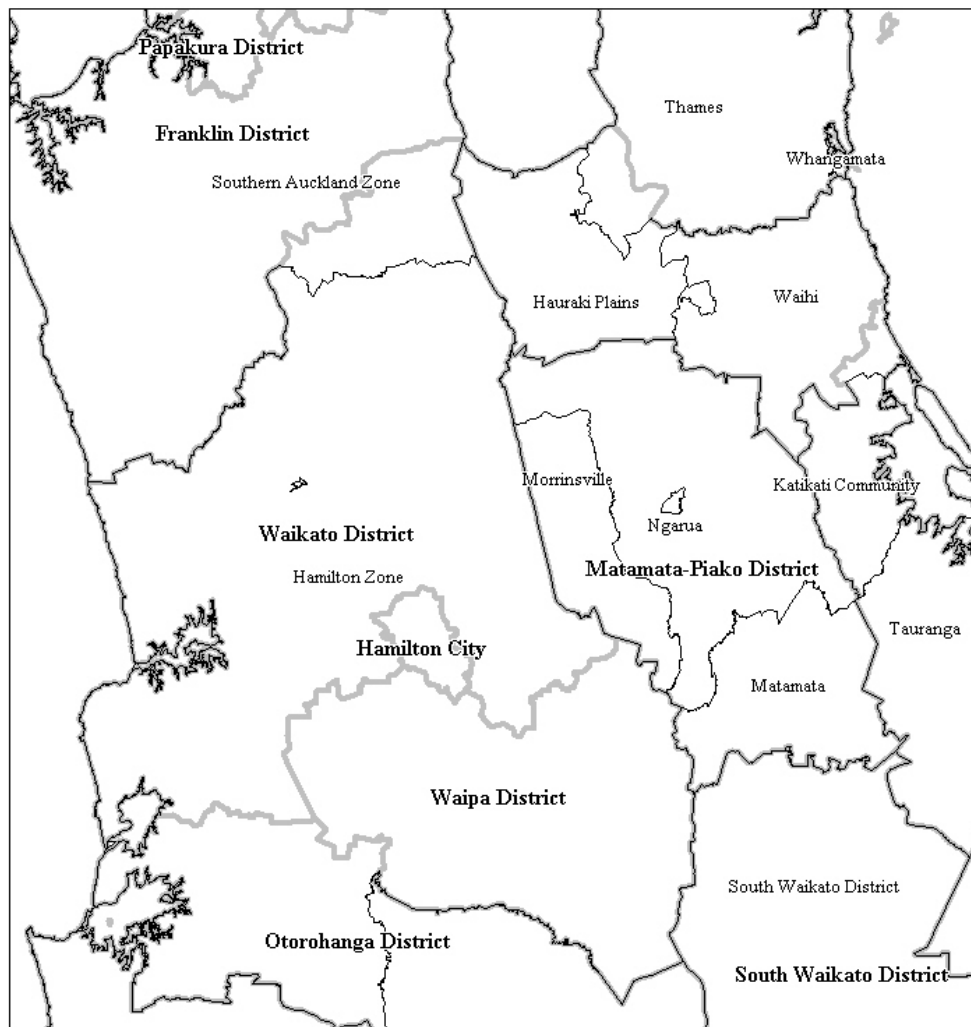 Papakura District
Thames
Franklin District
Whangamata
Southern Auckland Zone
Waihi
Hauraki Plains
Morrinsville
Katikati Community
Ngarua
Waikato District
Matamata-Piako District
Hamilton Zone
Tauranga
Hamilton City
Matamata
Waipa District
South Waikato District
Otorohanga District
South Waikato District